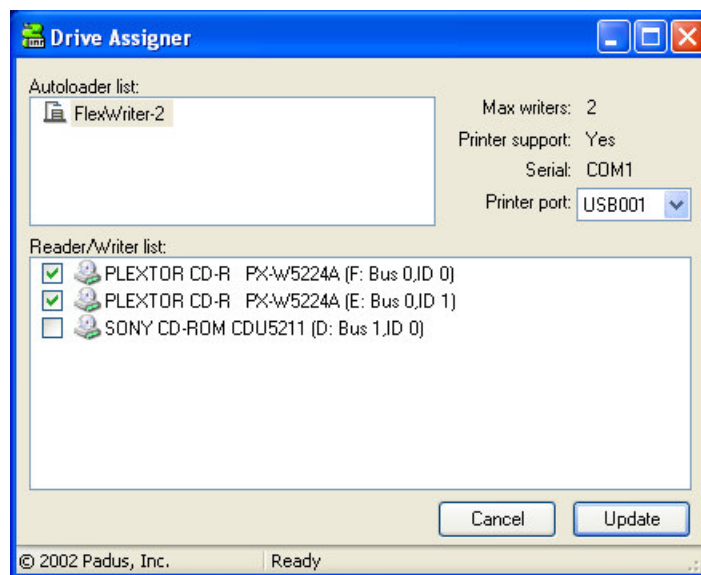 Drive Assigner
Autoloader list:
FlexWriter-2
Max writers: 2
Printer support: Yes
Serial: COM1
Printer port: USB001
Reader/Writer list:
PLEXTOR CD-R PX-W5224A (F: Bus 0,ID 0)
PLEXTOR CD-R PX-W5224A (E: Bus 0,ID 1)
SONY CD-ROM CDU5211 (D: Bus 1,ID 0)
Cancel Update
© 2002 Padus, Inc. Ready